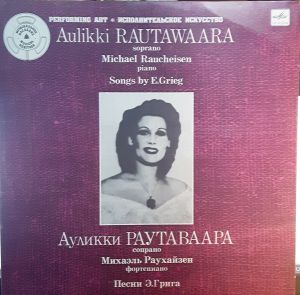 PERFORMING ART • ИСПОЛНИТЕЛЬСКОЕ ИСКУССТВО
Aulikki RAUTAWAARA
soprano
Michael Raucheisen
piano
Songs by E.Grieg
Ауликки РАУТАВААРА
сопрано
Михаэль Раухайзен
фортепиано
Песни Э.Грига